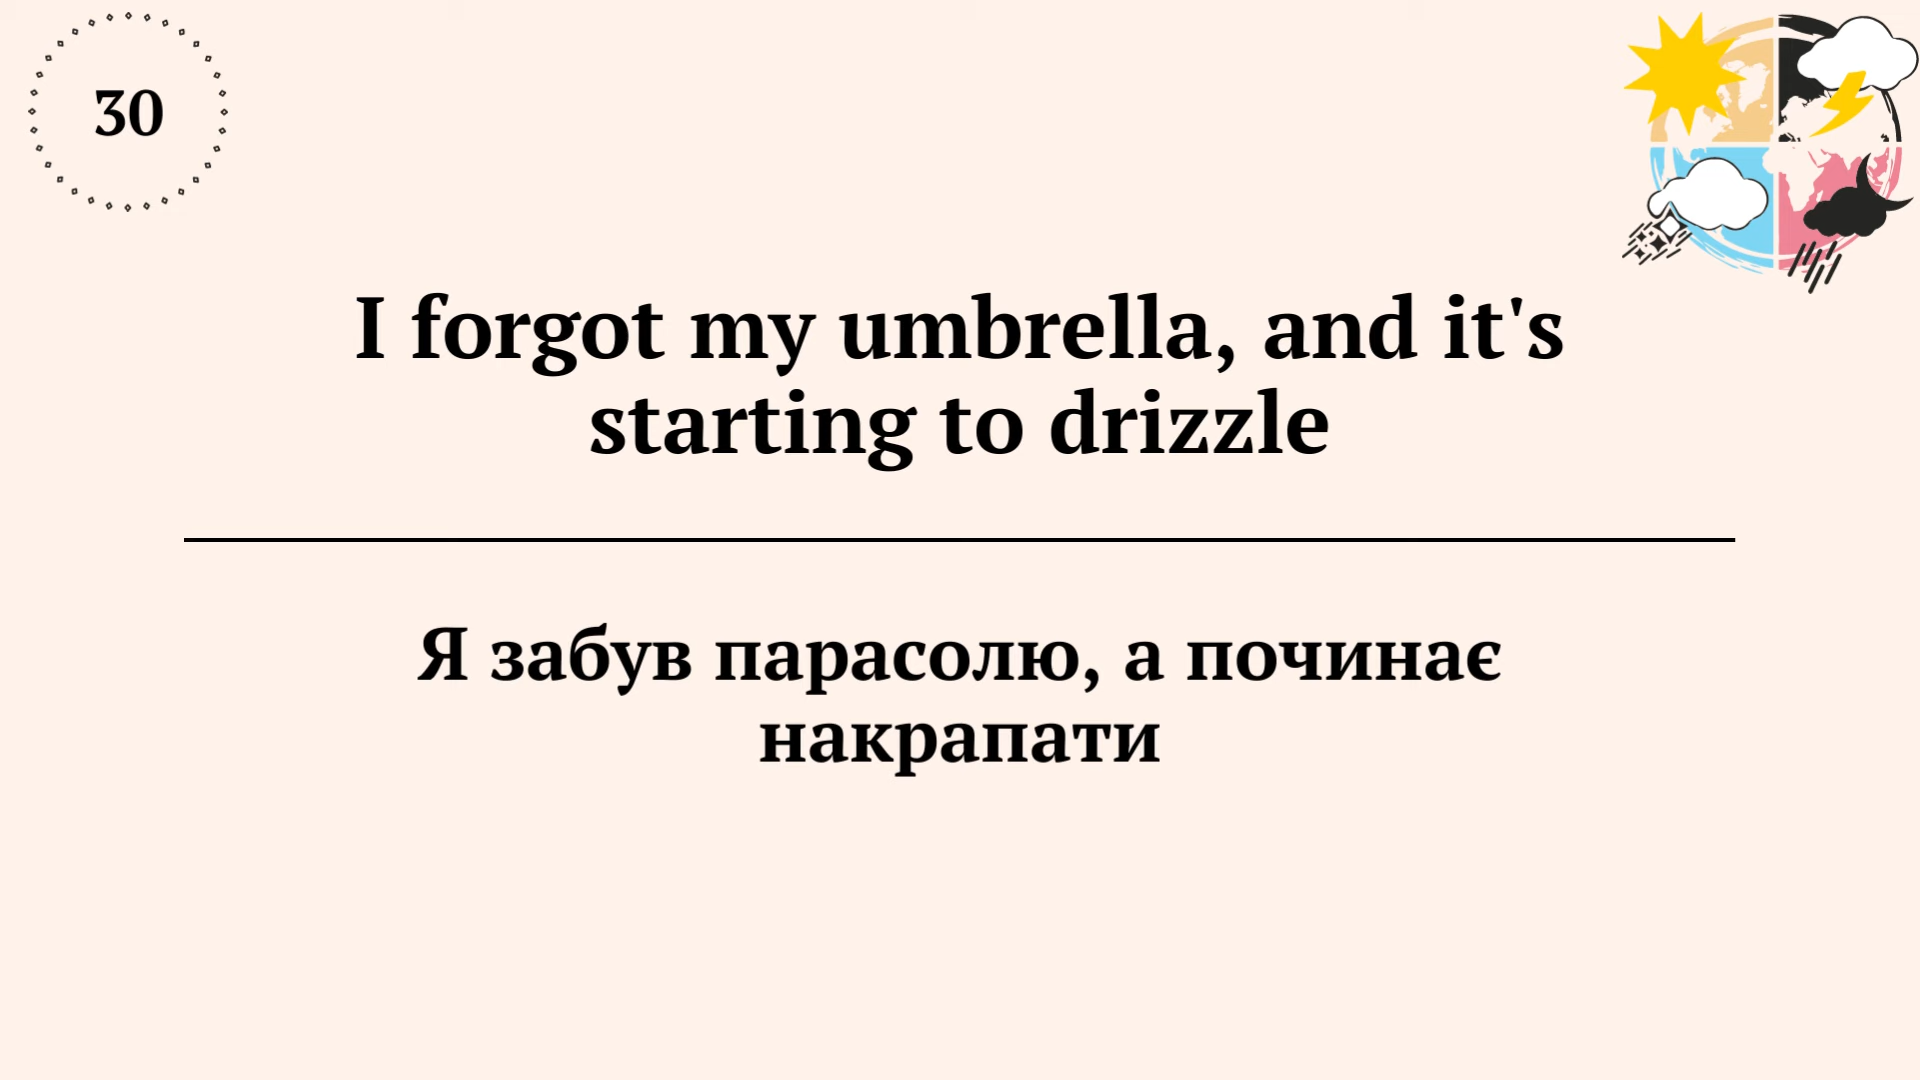 30
I forgot my umbrella, and it's
starting to drizzle
Я забув парасолю, а починає
накрапати